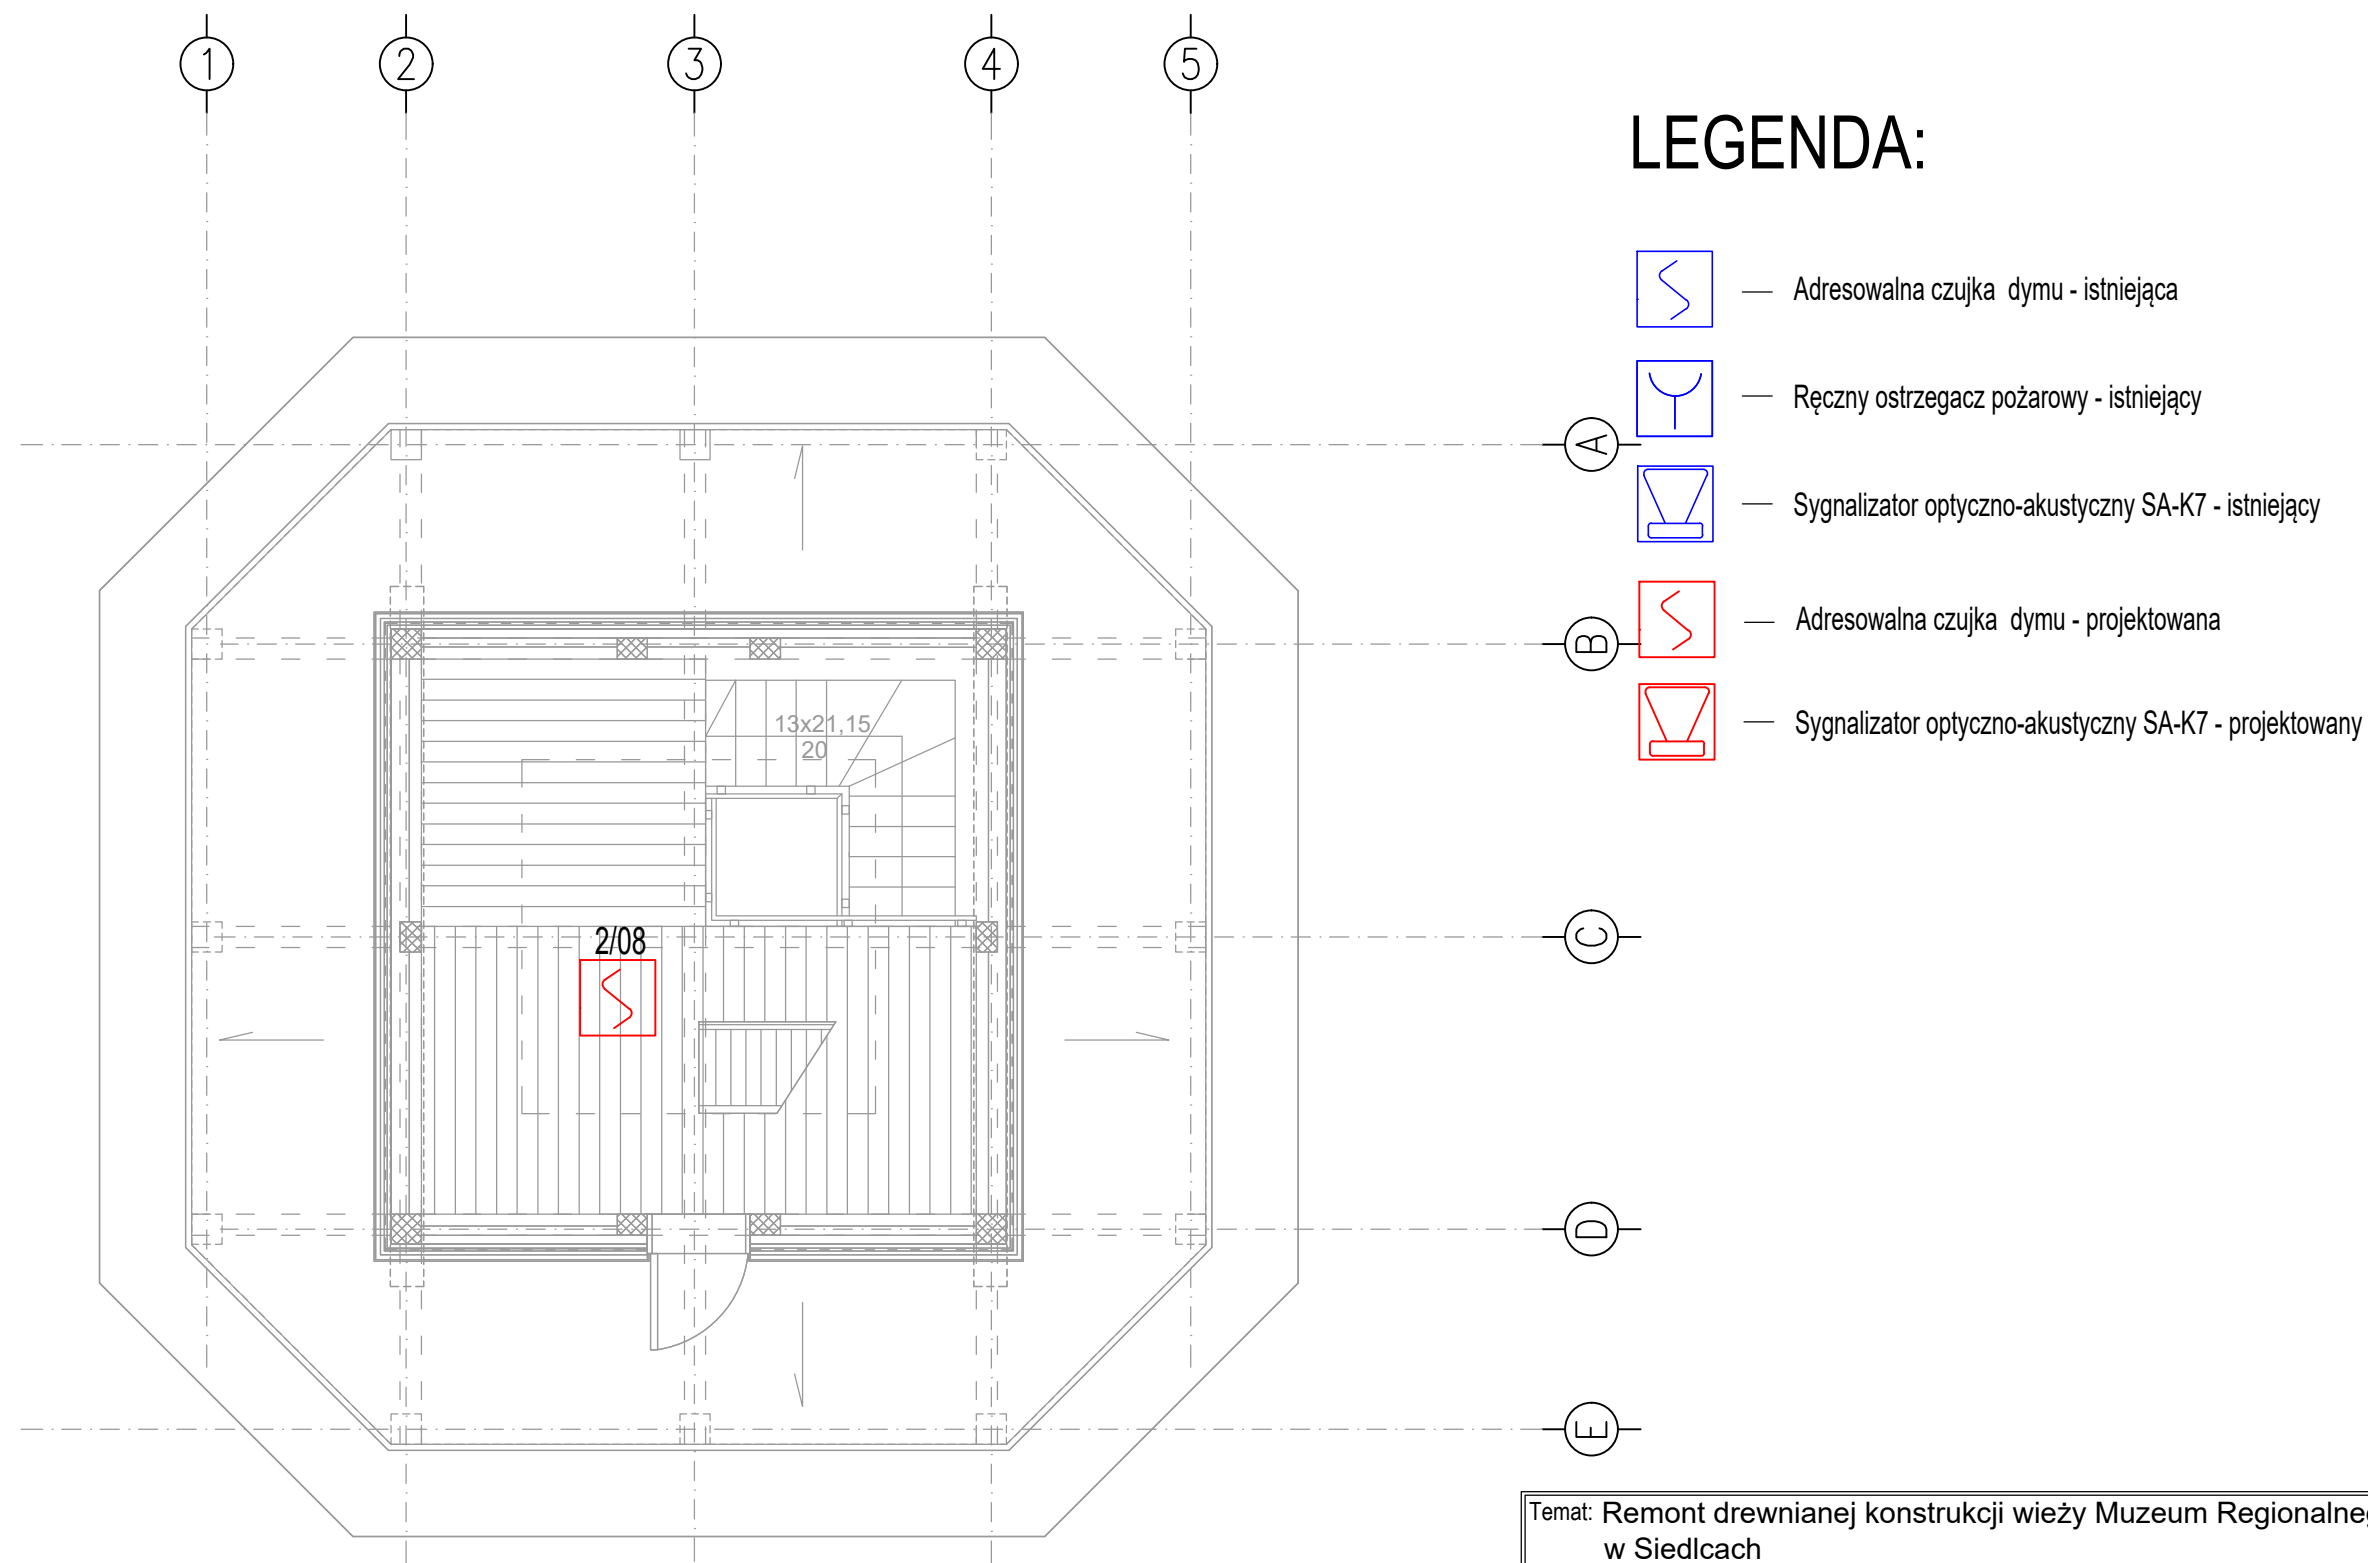 1 2 3 4 5
LEGENDA:
Adresowalna czujka dymu - istniejąca
Ręczny ostrzegacz pożarowy - istniejący
A
Sygnalizator optyczno-akustyczny SA-K7 - istniejący
Adresowalna czujka dymu - projektowana
B
Sygnalizator optyczno-akustyczny SA-K7 - projektowany
13x21,15
20
2/08
C
D
E
Temat: Remont drewnianej konstrukcji wieży Muzeum Regionalneg
w Siedlcach